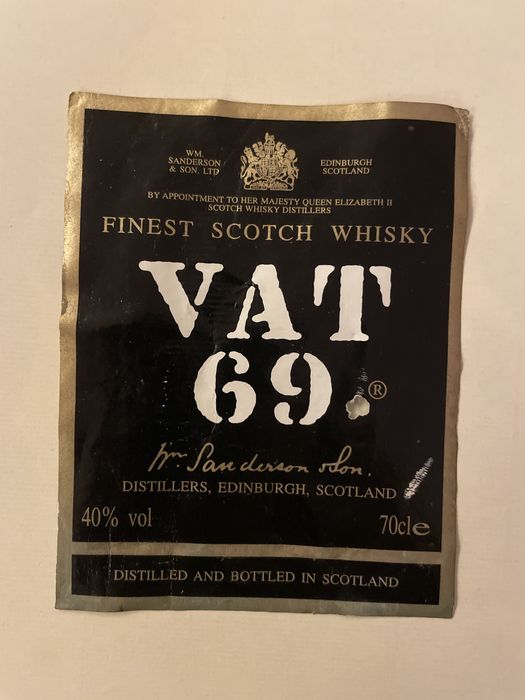 WM.
SANDERSON
& SON. LTD
EDINBURGH
SCOTLAND
BY APPOINTMENT TO HER MAJESTY QUEEN ELIZABETH II
SCOTCH WHISKY DISTILLERS
FINEST SCOTCH WHISKY
VAT
69 ®
Wm. Sanderson & Son.
DISTILLERS, EDINBURGH, SCOTLAND
40% vol 70cl e
DISTILLED AND BOTTLED IN SCOTLAND